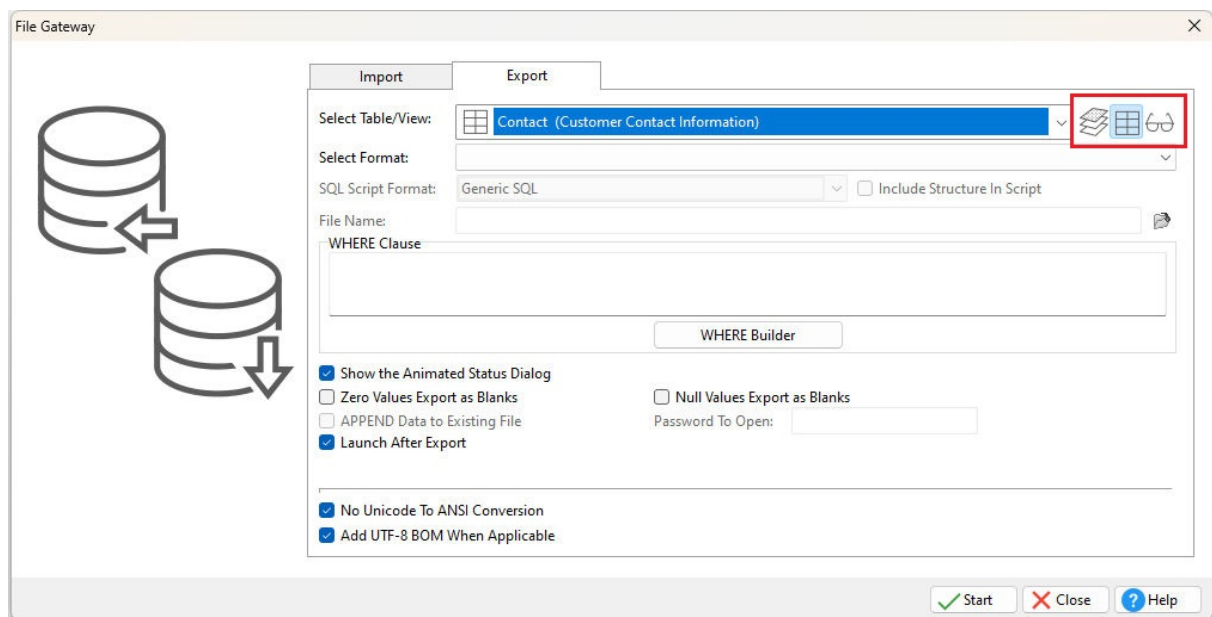 File Gateway
Import Export
Select Table/View: Contact (Customer Contact Information)
Select Format:
SQL Script Format: Generic SQL Include Structure In Script
File Name:
WHERE Clause
WHERE Builder
Show the Animated Status Dialog
Zero Values Export as Blanks Null Values Export as Blanks
APPEND Data to Existing File Password To Open:
Launch After Export
No Unicode To ANSI Conversion
Add UTF-8 BOM When Applicable
Start Close Help